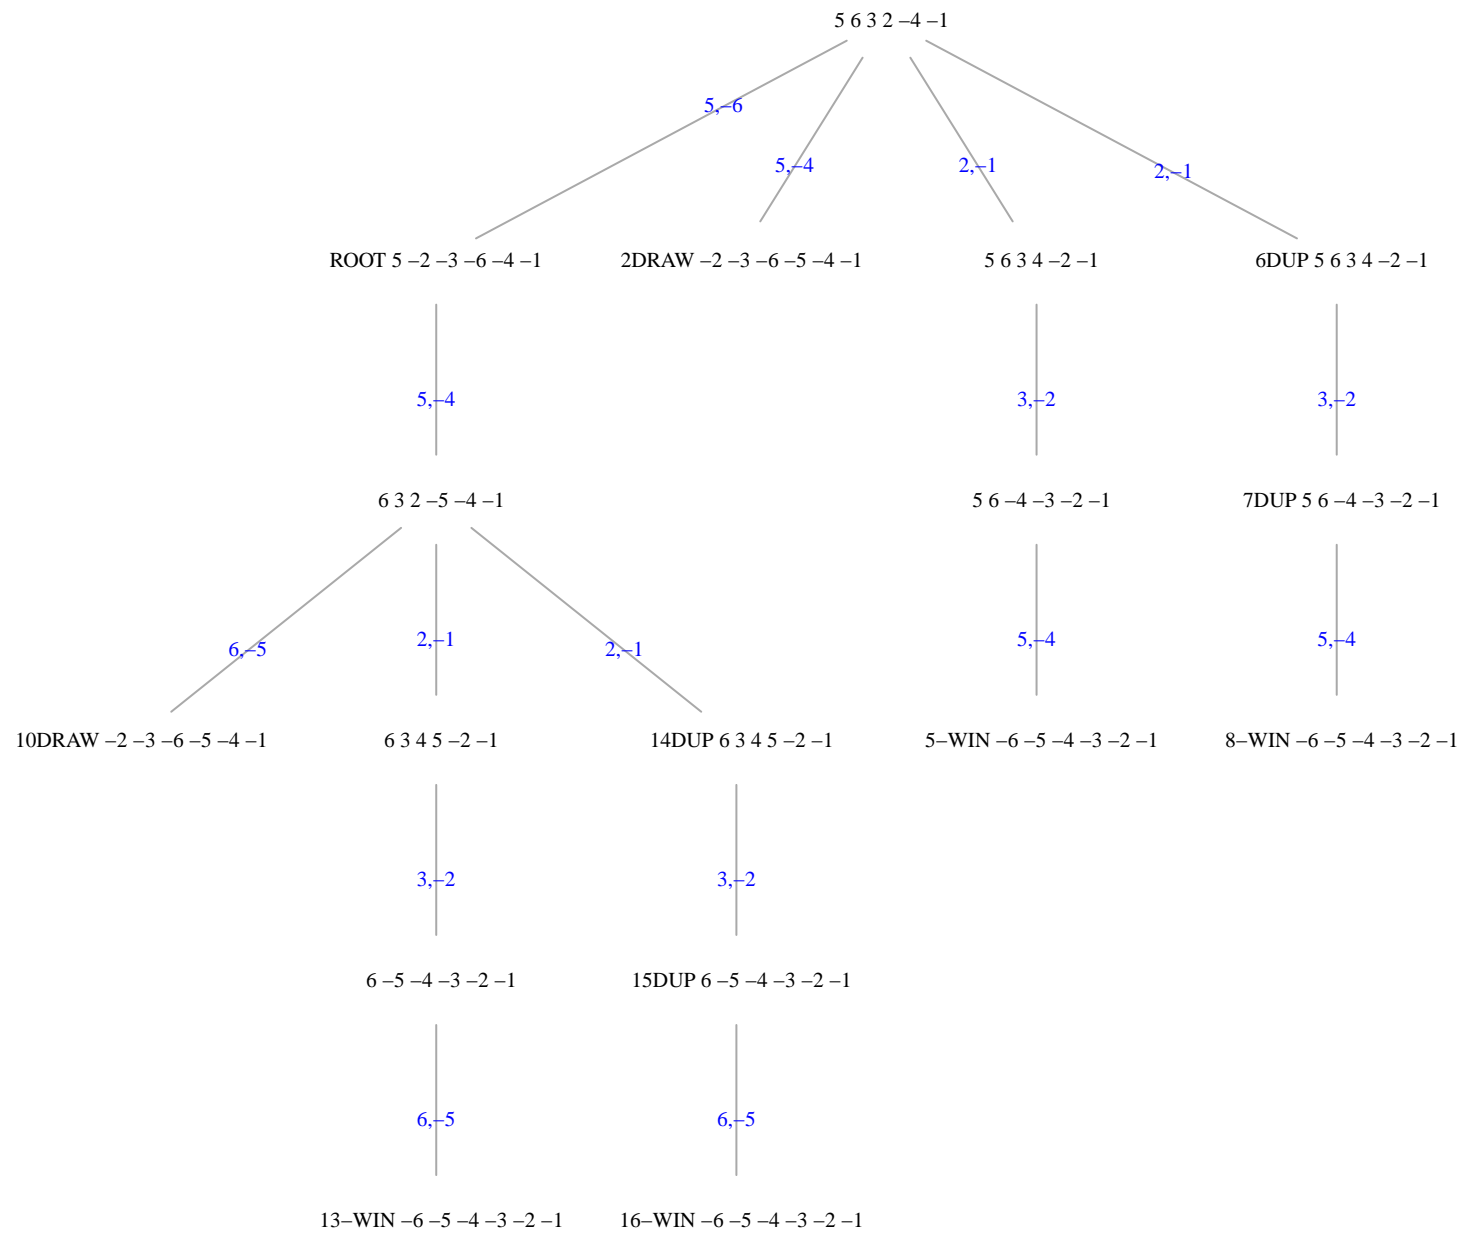 5 6 3 2 –4 –1
5,–6
5,–4
2,–1
2,–1
ROOT 5 –2 –3 –6 –4 –1
2DRAW –2 –3 –6 –5 –4 –1
5 6 3 4 –2 –1
6DUP 5 6 3 4 –2 –1
5,–4
3,–2
3,–2
6 3 2 –5 –4 –1
5 6 –4 –3 –2 –1
7DUP 5 6 –4 –3 –2 –1
6,–5
2,–1
2,–1
5,–4
5,–4
10DRAW –2 –3 –6 –5 –4 –1
6 3 4 5 –2 –1
14DUP 6 3 4 5 –2 –1
5–WIN –6 –5 –4 –3 –2 –1
8–WIN –6 –5 –4 –3 –2 –1
3,–2
3,–2
6 –5 –4 –3 –2 –1
15DUP 6 –5 –4 –3 –2 –1
6,–5
6,–5
13–WIN –6 –5 –4 –3 –2 –1
16–WIN –6 –5 –4 –3 –2 –1